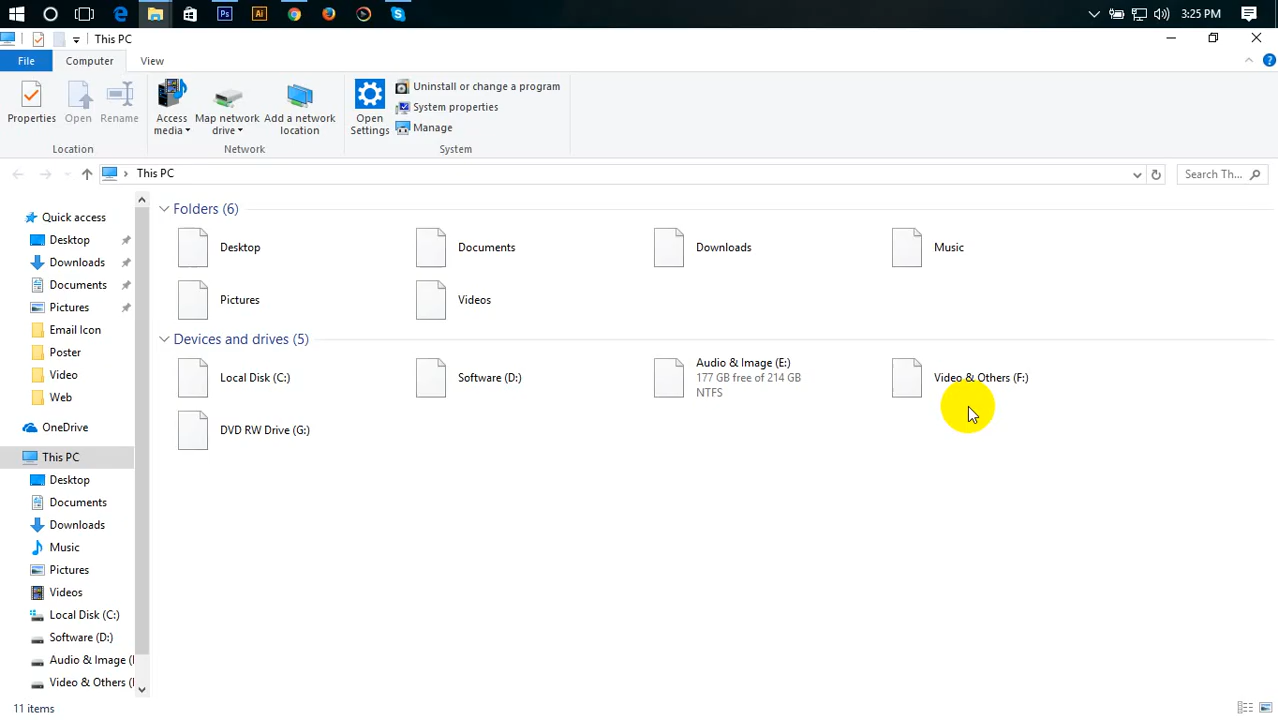 Ps
Ai
3:25 PM
This PC
File
Computer
View
?
Properties
Open
Rename
Access media
Map network drive
Add a network location
Open Settings
Uninstall or change a program
System properties
Manage
Location
Network
System
This PC
Search Th...
Quick access
Desktop
Downloads
Documents
Pictures
Email Icon
Poster
Video
Web
OneDrive
This PC
Desktop
Documents
Downloads
Music
Pictures
Videos
Local Disk (C:)
Software (D:)
Audio & Image (
Video & Others (
Folders (6)
Desktop
Documents
Downloads
Music
Pictures
Videos
Devices and drives (5)
Local Disk (C:)
Software (D:)
Audio & Image (E:)
177 GB free of 214 GB
NTFS
Video & Others (F:)
DVD RW Drive (G:)
11 items